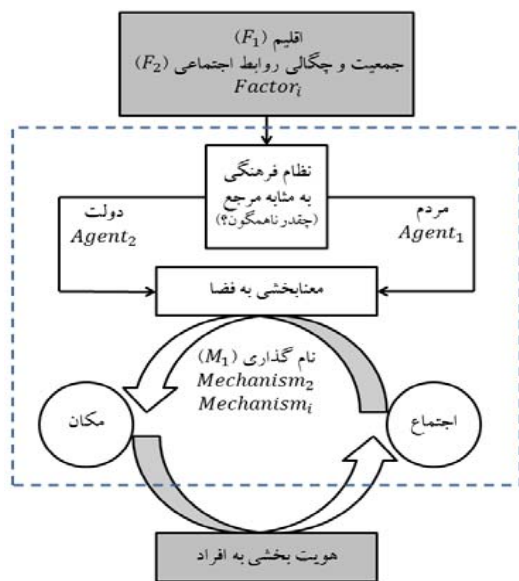 اقلیم (F₁)
جمعیت و چگالی روابط اجتماعی (F₂)
Factorᵢ
نظام فرهنگی
به مثابه مرجع
(چقدر ناهمگون؟)
مردم
Agent₁
دولت
Agent₂
معنابخشی به فضا
نام گذاری (M₁)
Mechanism₂
Mechanismᵢ
اجتماع
مکان
هویت بخشی به افراد